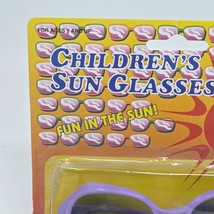 FOR AGES 3 AND UP
CHILDREN'S
SUN GLASSES
FUN IN THE SUN!